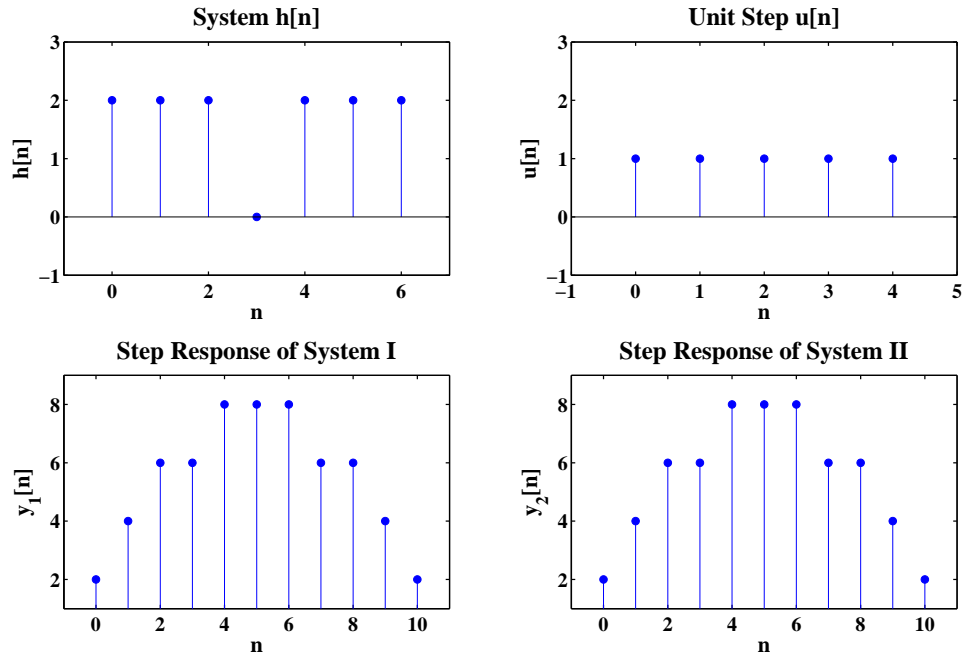 System h[n]
3
2
1
0
−1
h[n]
0 2 4 6
n
Unit Step u[n]
3
2
1
0
−1
u[n]
−1 0 1 2 3 4 5
n
Step Response of System I
8
6
4
2
y1[n]
0 2 4 6 8 10
n
Step Response of System II
8
6
4
2
y2[n]
0 2 4 6 8 10
n